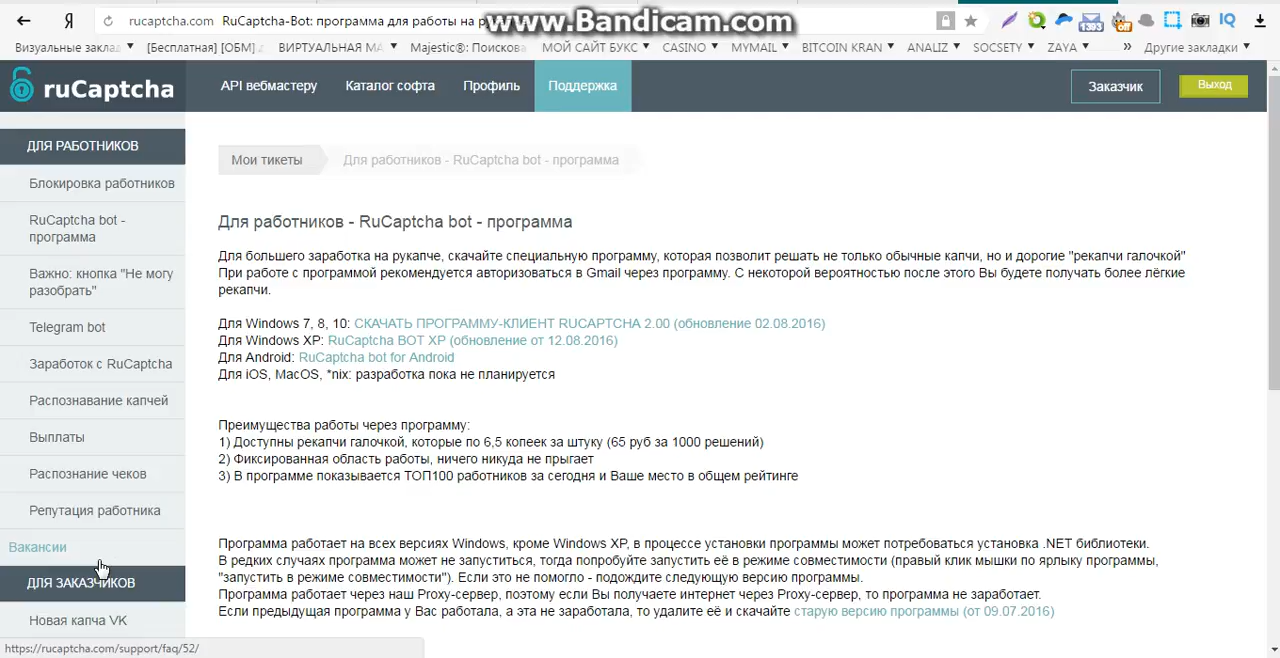 rucaptcha.com RuCaptcha-Bot: программа для работы на
www.Bandicam.com
1393
off
IQ
Визуальные заклад
[Бесплатная] [ОБМ]
ВИРТУАЛЬНАЯ МА
Majestic®: Поискова
МОЙ САЙТ БУКС
CASINO
MYMAIL
BITCOIN KRAN
ANALIZ
SOCSETY
ZAYA
»
Другие закладки
ruCaptcha
API вебмастеру
Каталог софта
Профиль
Поддержка
Заказчик
Выход
ДЛЯ РАБОТНИКОВ
Блокировка работников
RuCaptcha bot -
программа
Важно: кнопка "Не могу
разобрать"
Telegram bot
Заработок с RuCaptcha
Распознавание капчей
Выплаты
Распознание чеков
Репутация работника
Вакансии
ДЛЯ ЗАКАЗЧИКОВ
Новая капча VK
https://rucaptcha.com/support/faq/52/
Мои тикеты
Для работников - RuCaptcha bot - программа
Для работников - RuCaptcha bot - программа
Для большего заработка на рукапче, скачайте специальную программу, которая позволит решать не только обычные капчи, но и дорогие "рекапчи галочкой"
При работе с программой рекомендуется авторизоваться в Gmail через программу. С некоторой вероятностью после этого Вы будете получать более лёгкие
рекапчи.
Для Windows 7, 8, 10: СКАЧАТЬ ПРОГРАММУ-КЛИЕНТ RUCAPTCHA 2.00 (обновление 02.08.2016)
Для Windows XP: RuCaptcha BOT XP (обновление от 12.08.2016)
Для Android: RuCaptcha bot for Android
Для iOS, MacOS, *nix: разработка пока не планируется
Преимущества работы через программу:
1) Доступны рекапчи галочкой, которые по 6,5 копеек за штуку (65 руб за 1000 решений)
2) Фиксированная область работы, ничего никуда не прыгает
3) В программе показывается ТОП100 работников за сегодня и Ваше место в общем рейтинге
Программа работает на всех версиях Windows, кроме Windows XP, в процессе установки программы может потребоваться установка .NET библиотеки.
В редких случаях программа может не запуститься, тогда попробуйте запустить её в режиме совместимости (правый клик мышки по ярлыку программы,
"запустить в режиме совместимости"). Если это не помогло - подождите следующую версию программы.
Программа работает через наш Proxy-сервер, поэтому если Вы получаете интернет через Proxy-сервер, то программа не заработает.
Если предыдущая программа у Вас работала, а эта не заработала, то удалите её и скачайте старую версию программы (от 09.07.2016)